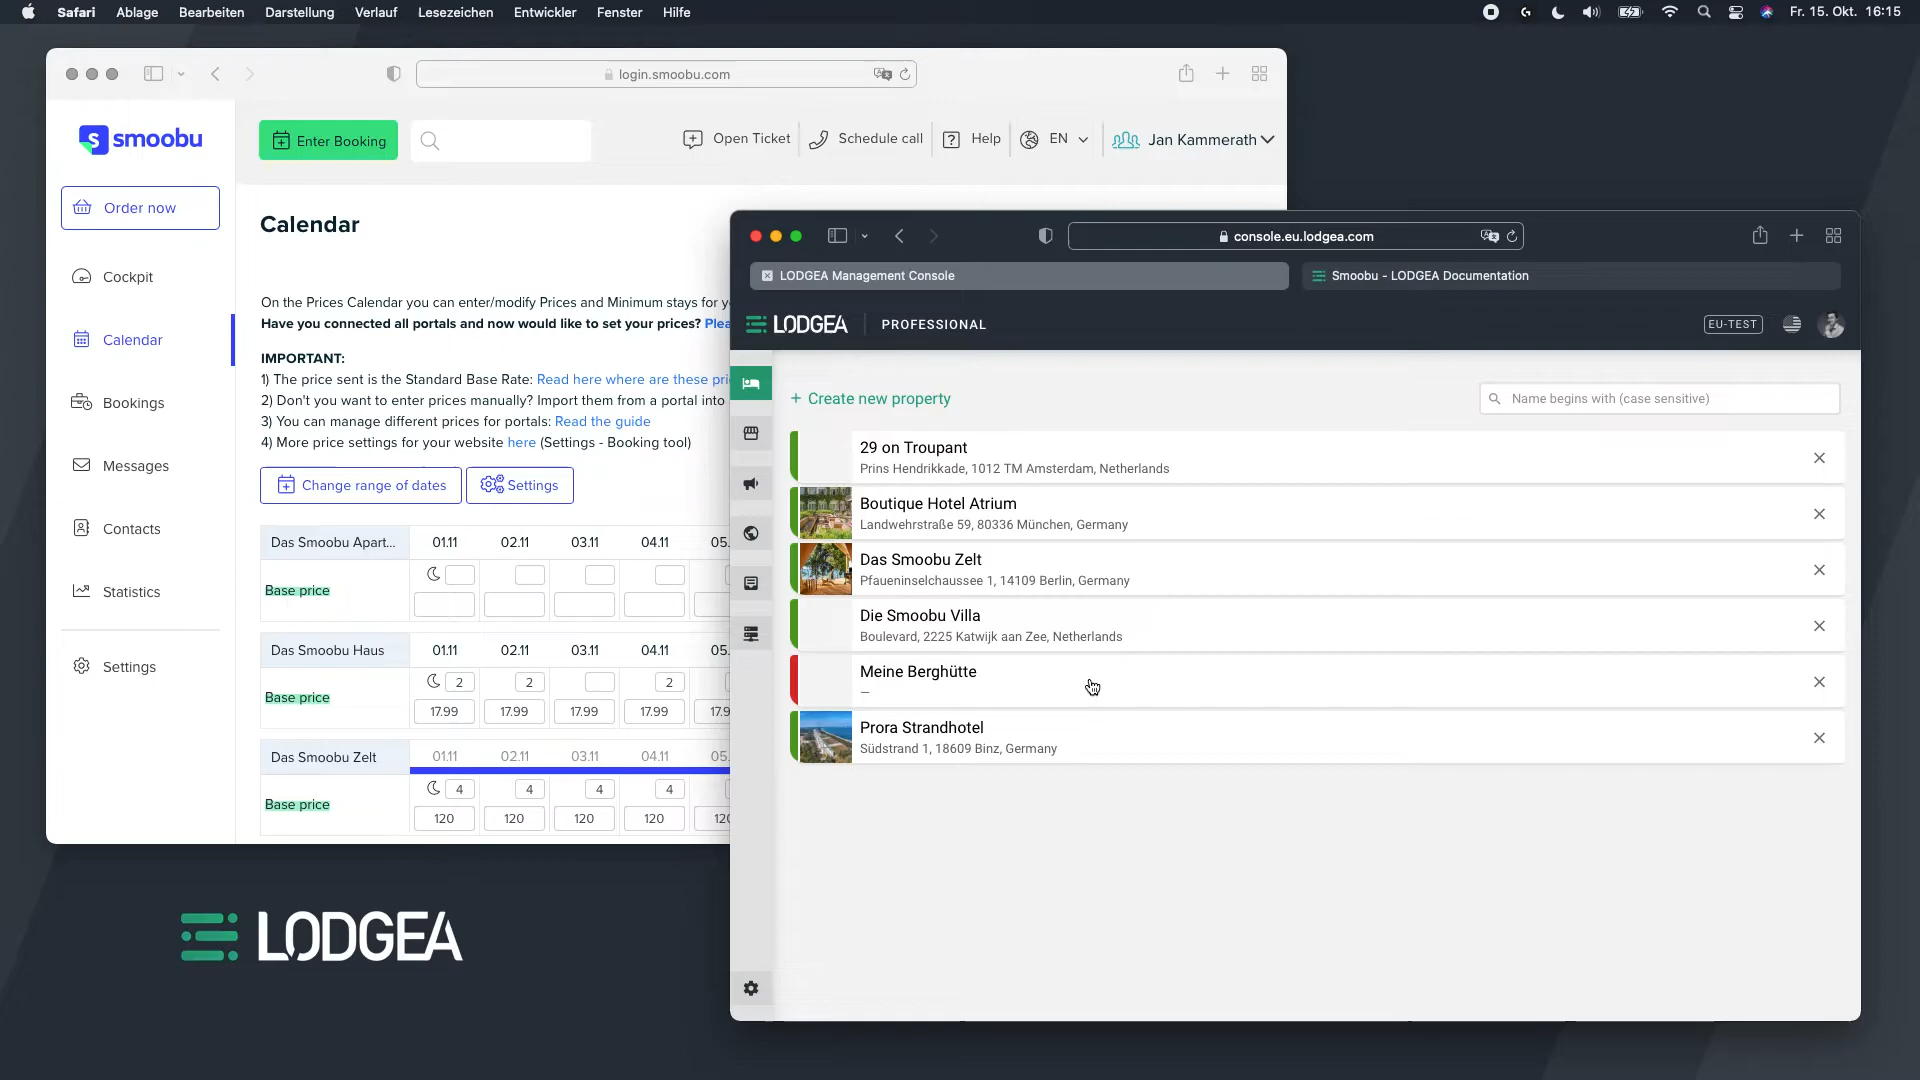 Safari Ablage Bearbeiten Darstellung Verlauf Lesezeichen Entwickler Fenster Hilfe
Fr. 15. Okt. 16:15
login.smoobu.com
smoobu
Enter Booking
Open Ticket
Schedule call
Help
EN
Jan Kammerath
Order now
Cockpit
Calendar
Bookings
Messages
Contacts
Statistics
Settings
Calendar
On the Prices Calendar you can enter/modify Prices and Minimum stays for
Have you connected all portals and now would like to set your prices?
IMPORTANT:
1) The price sent is the Standard Base Rate: Read here where are these
2) Don't you want to enter prices manually? Import them from a portal into
3) You can manage different prices for portals: Read the guide
4) More price settings for your website here (Settings - Booking tool)
Change range of dates
Settings
Das Smoobu Apart... 01.11 02.11 03.11 04.11 05.
Base price
Das Smoobu Haus 01.11 02.11 03.11 04.11 05.
2 2 2
Base price
17.99 17.99 17.99 17.99 17.9
Das Smoobu Zelt 01.11 02.11 03.11 04.11 05.
4 4 4 4
Base price
120 120 120 120
LODGEA
console.eu.lodgea.com
LODGEA Management Console
Smoobu - LODGEA Documentation
LODGEA PROFESSIONAL
EU-TEST
+ Create new property
Name begins with (case sensitive)
29 on Troupant
Prins Hendrikkade, 1012 TM Amsterdam, Netherlands
Boutique Hotel Atrium
Landwehrstraße 59, 80336 München, Germany
Das Smoobu Zelt
Pfaueninselchaussee 1, 14109 Berlin, Germany
Die Smoobu Villa
Boulevard, 2225 Katwijk aan Zee, Netherlands
Meine Berghütte
—
Prora Strandhotel
Südstrand 1, 18609 Binz, Germany